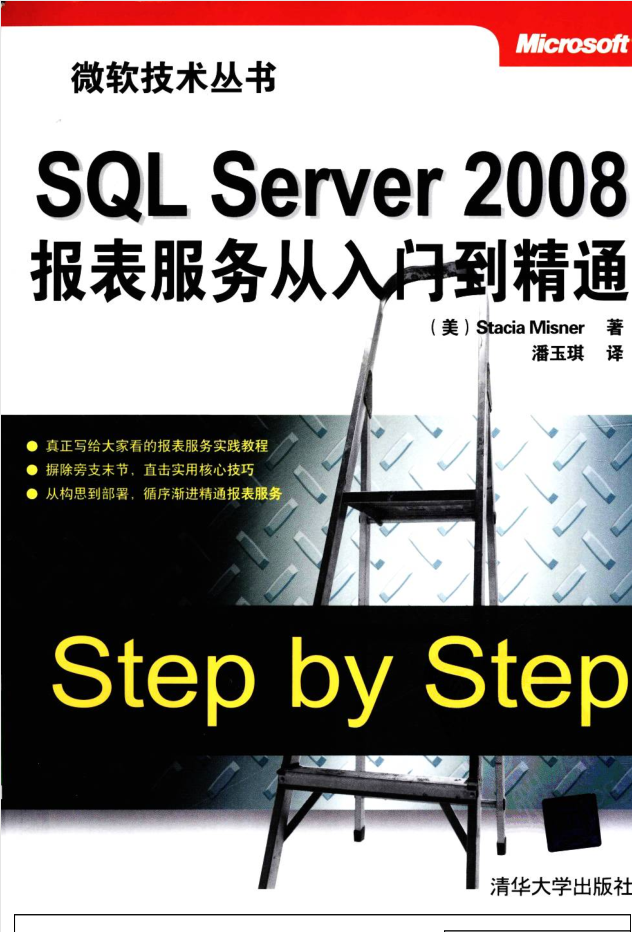 Microsoft
微软技术丛书
SQL Server 2008
报表服务从入门到精通
（美）Stacia Misner 著
潘玉琪 译
● 真正写给大家看的报表服务实践教程
● 摒除旁支末节，直击实用核心技巧
● 从构思到部署，循序渐进精通报表服务
Step by Step
清华大学出版社